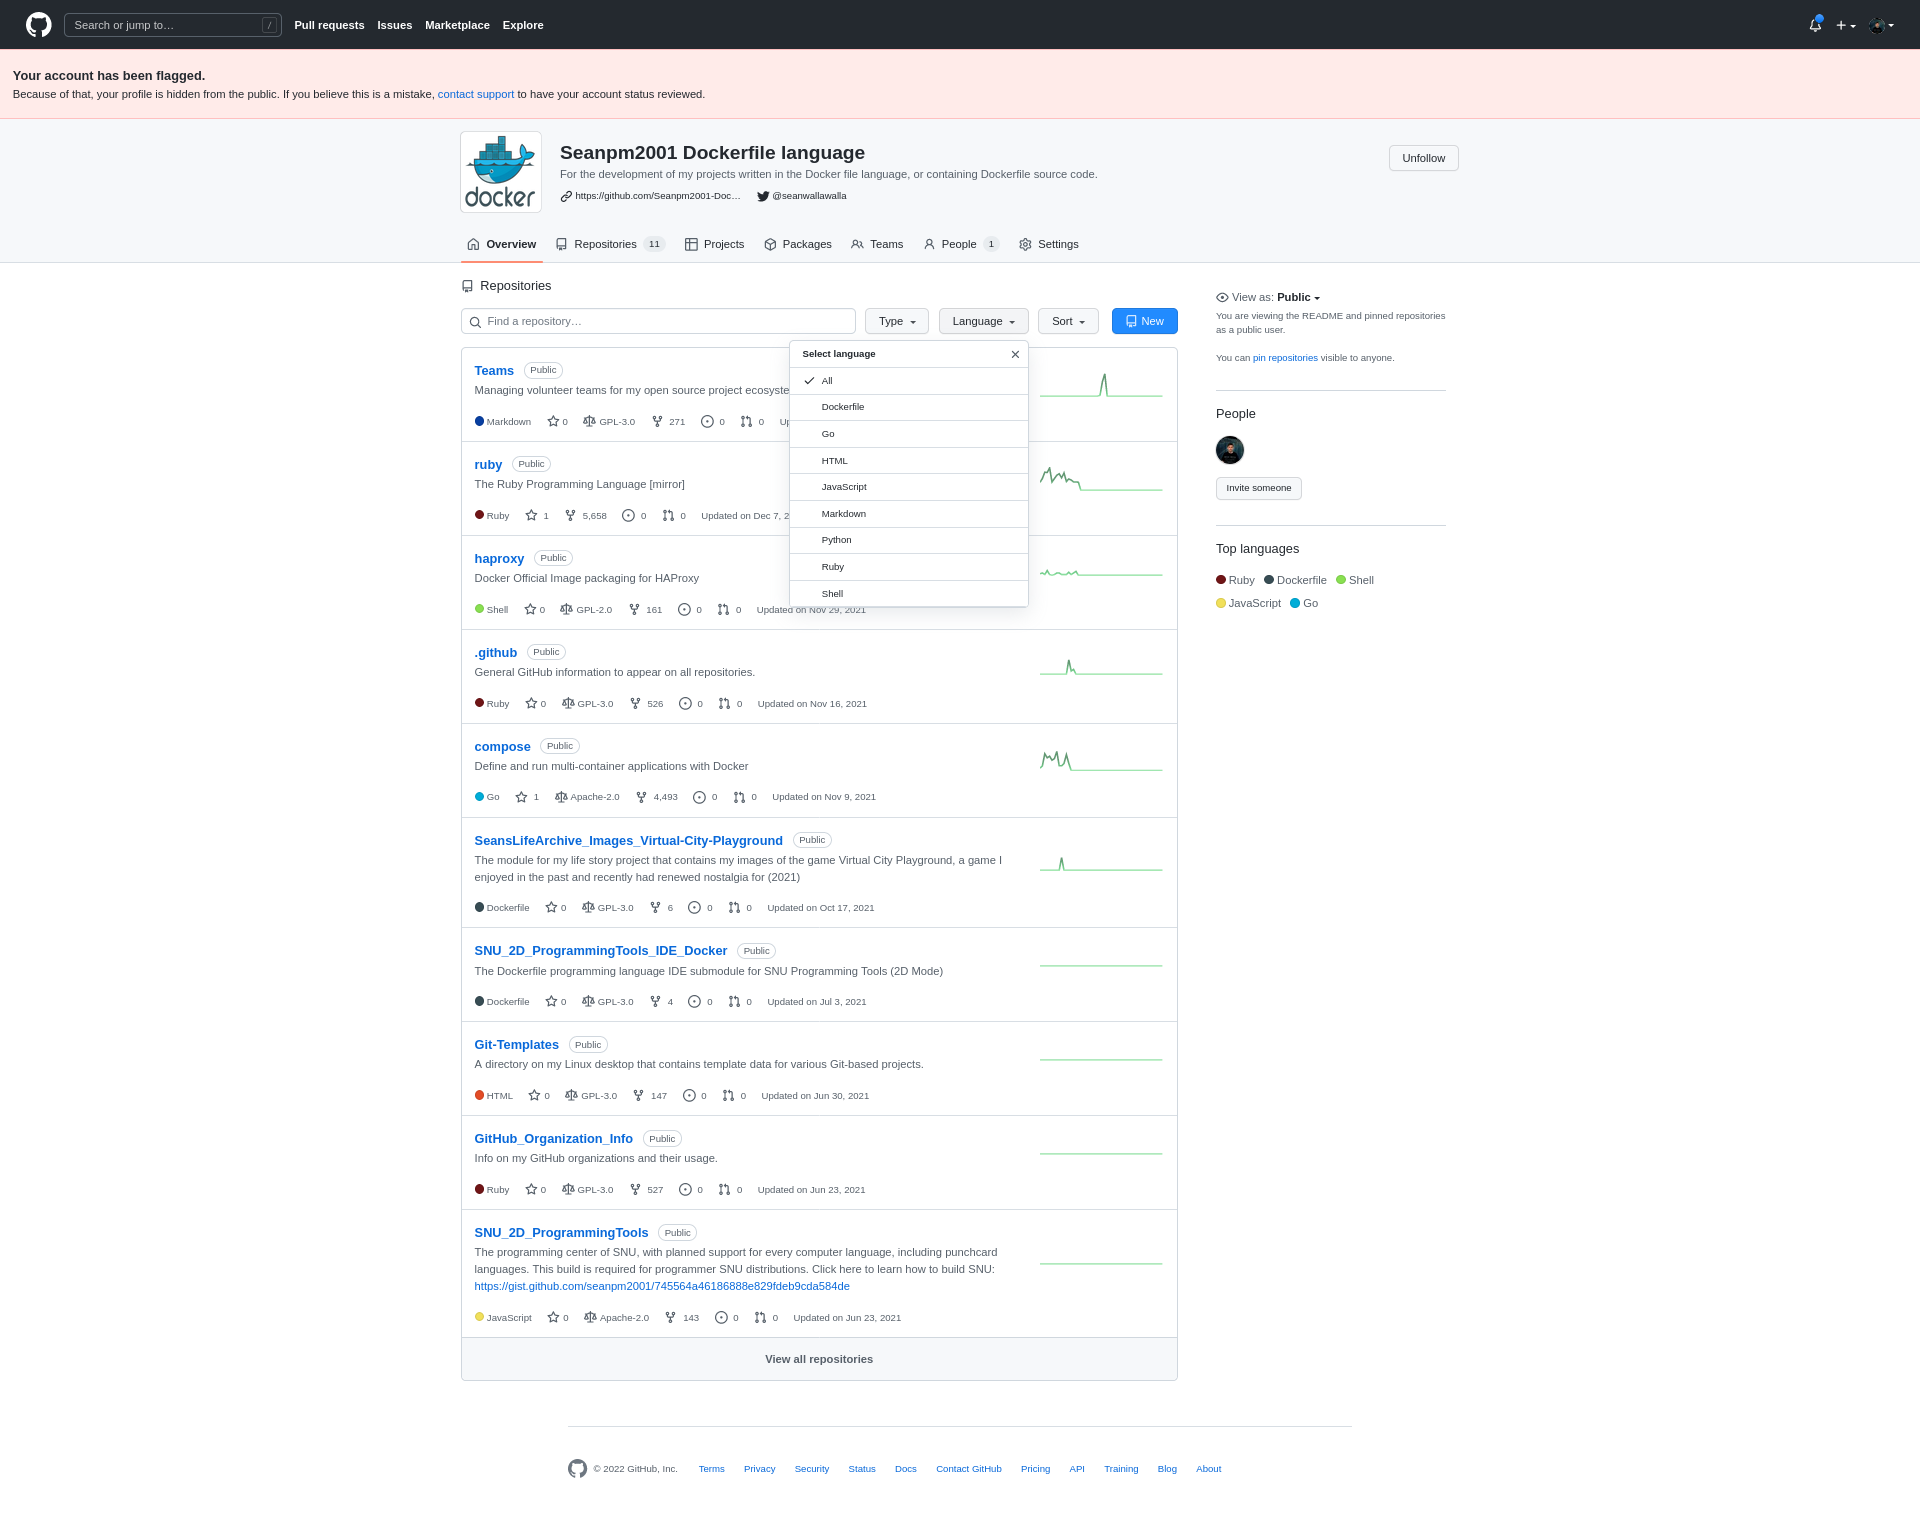 Search or jump to…
/
Pull requests Issues Marketplace Explore
Your account has been flagged.
Because of that, your profile is hidden from the public. If you believe this is a mistake, contact support to have your account status reviewed.
docker
Seanpm2001 Dockerfile language
For the development of my projects written in the Docker file language, or containing Dockerfile source code.
https://github.com/Seanpm2001-Doc… @seanwallawalla
Unfollow
Overview Repositories 11 Projects Packages Teams People 1 Settings
Repositories
Find a repository… Type Language Sort New
Select language
All
Dockerfile
Go
HTML
JavaScript
Markdown
Python
Ruby
Shell
Teams Public
Managing volunteer teams for my open source project ecosyste
Markdown 0 GPL-3.0 271 0 0 Up
ruby Public
The Ruby Programming Language [mirror]
Ruby 1 5,658 0 0 Updated on Dec 7, 2
haproxy Public
Docker Official Image packaging for HAProxy
Shell 0 GPL-2.0 161 0 0 Updated on Nov 29, 2021
.github Public
General GitHub information to appear on all repositories.
Ruby 0 GPL-3.0 526 0 0 Updated on Nov 16, 2021
compose Public
Define and run multi-container applications with Docker
Go 1 Apache-2.0 4,493 0 0 Updated on Nov 9, 2021
SeansLifeArchive_Images_Virtual-City-Playground Public
The module for my life story project that contains my images of the game Virtual City Playground, a game I
enjoyed in the past and recently had renewed nostalgia for (2021)
Dockerfile 0 GPL-3.0 6 0 0 Updated on Oct 17, 2021
SNU_2D_ProgrammingTools_IDE_Docker Public
The Dockerfile programming language IDE submodule for SNU Programming Tools (2D Mode)
Dockerfile 0 GPL-3.0 4 0 0 Updated on Jul 3, 2021
Git-Templates Public
A directory on my Linux desktop that contains template data for various Git-based projects.
HTML 0 GPL-3.0 147 0 0 Updated on Jun 30, 2021
GitHub_Organization_Info Public
Info on my GitHub organizations and their usage.
Ruby 0 GPL-3.0 527 0 0 Updated on Jun 23, 2021
SNU_2D_ProgrammingTools Public
The programming center of SNU, with planned support for every computer language, including punchcard
languages. This build is required for programmer SNU distributions. Click here to learn how to build SNU:
https://gist.github.com/seanpm2001/745564a46186888e829fdeb9cda584de
JavaScript 0 Apache-2.0 143 0 0 Updated on Jun 23, 2021
View all repositories
View as: Public
You are viewing the README and pinned repositories
as a public user.
You can pin repositories visible to anyone.
People
Invite someone
Top languages
Ruby Dockerfile Shell
JavaScript Go
© 2022 GitHub, Inc. Terms Privacy Security Status Docs Contact GitHub Pricing API Training Blog About